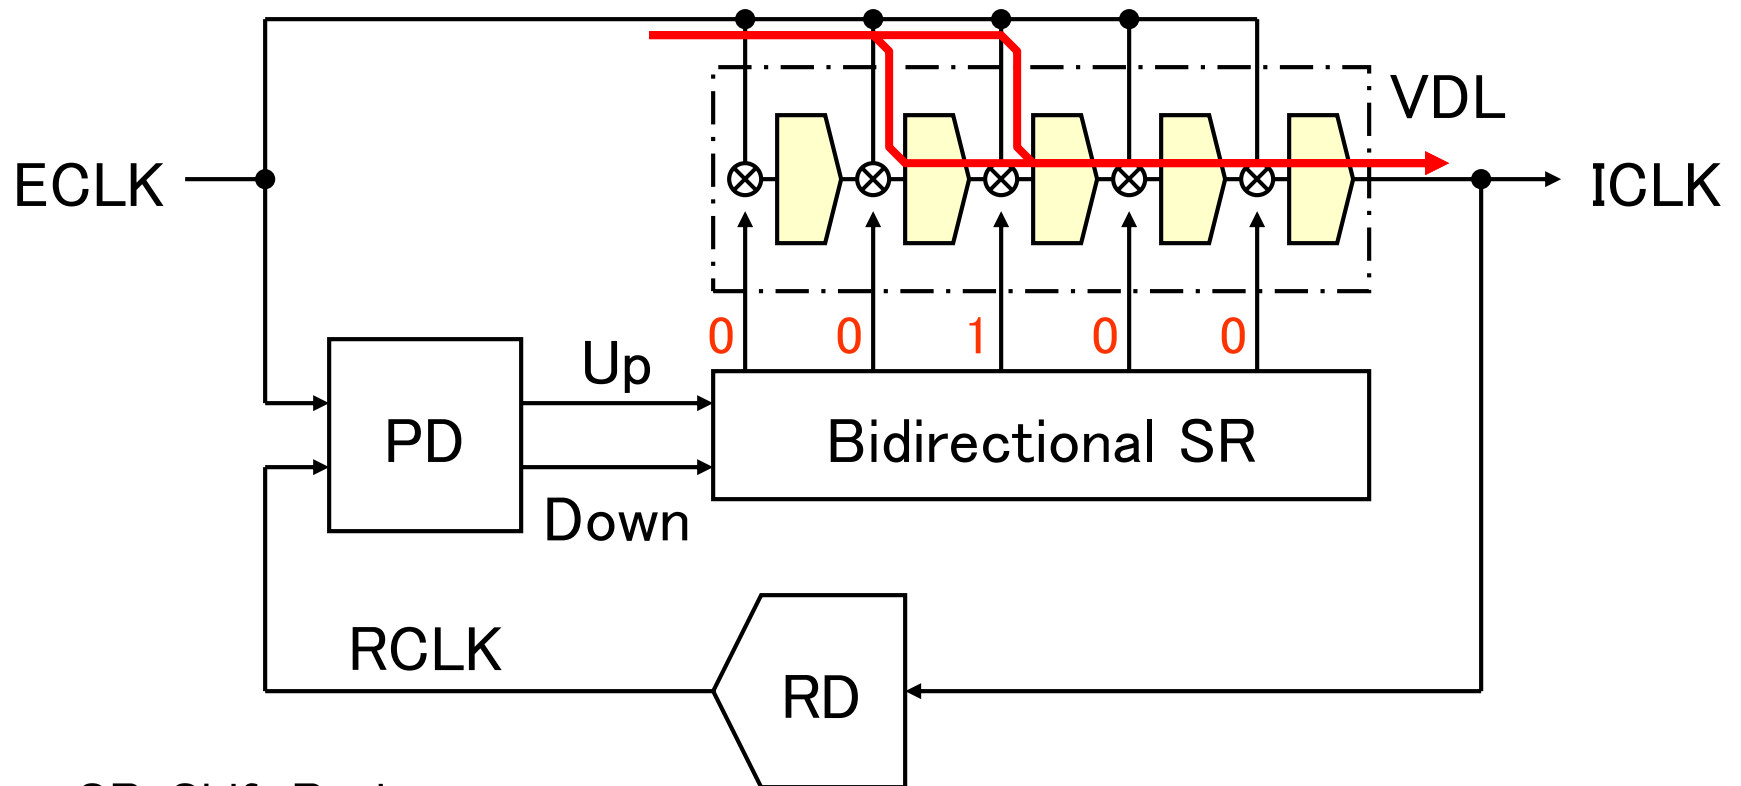 VDL
ECLK
ICLK
0 0 1 0 0
Up
PD
Bidirectional SR
Down
RCLK
RD